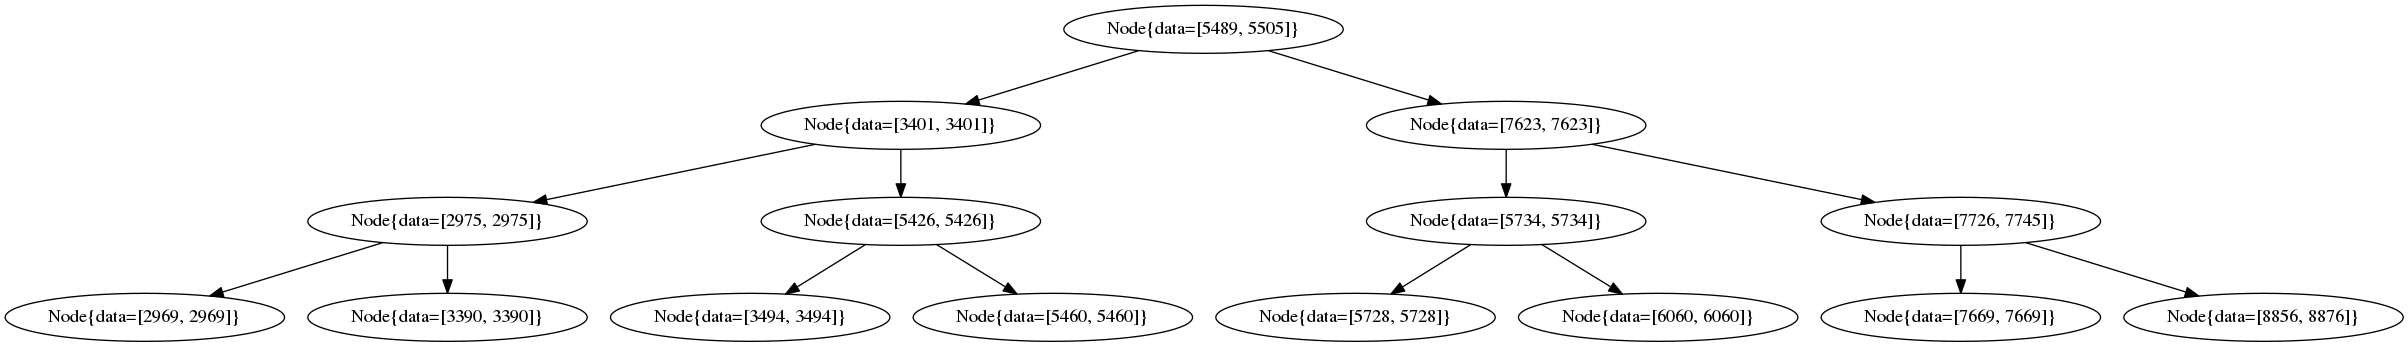 Node{data=[5489, 5505]}
Node{data=[3401, 3401]}
Node{data=[7623, 7623]}
Node{data=[2975, 2975]}
Node{data=[5426, 5426]}
Node{data=[5734, 5734]}
Node{data=[7726, 7745]}
Node{data=[2969, 2969]}
Node{data=[3390, 3390]}
Node{data=[3494, 3494]}
Node{data=[5460, 5460]}
Node{data=[5728, 5728]}
Node{data=[6060, 6060]}
Node{data=[7669, 7669]}
Node{data=[8856, 8876]}